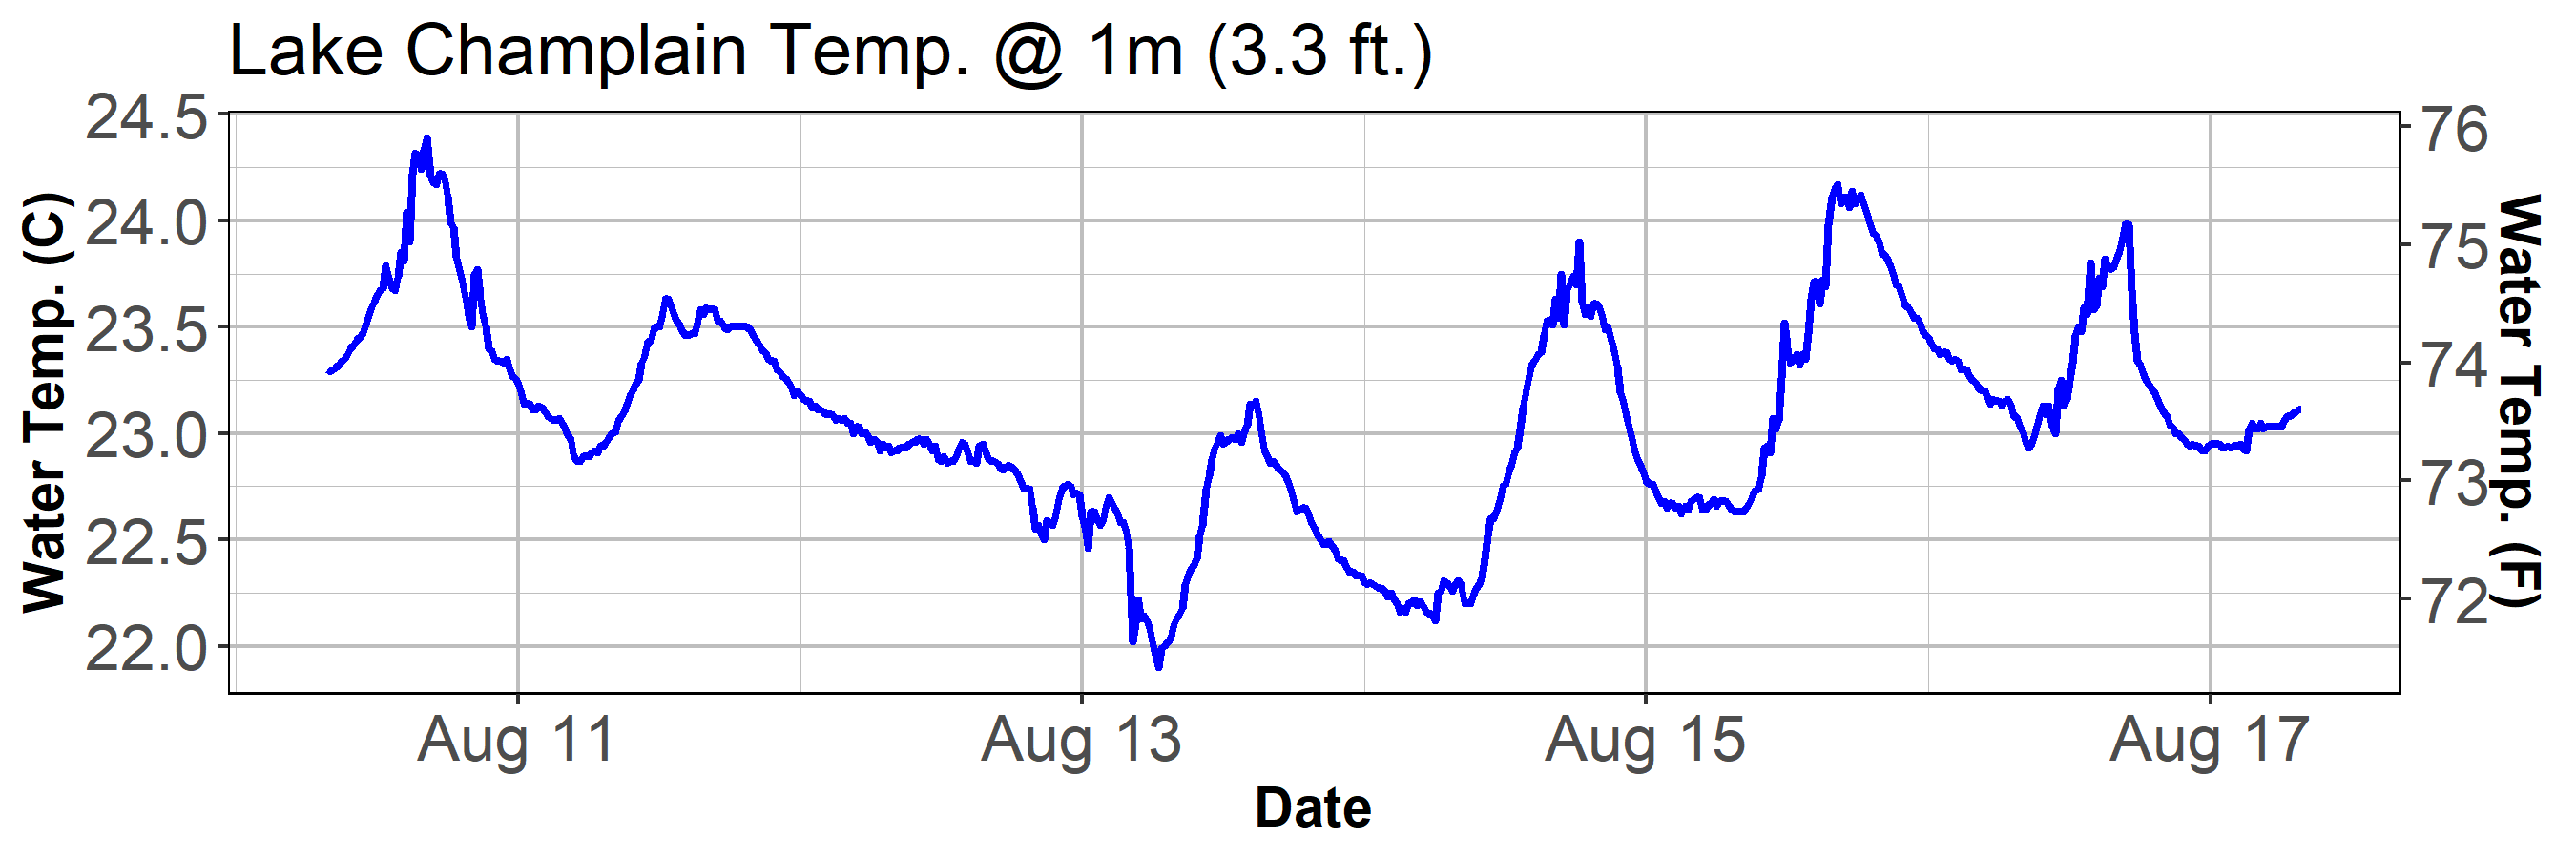 Lake Champlain Temp. @ 1m (3.3 ft.)
Water Temp. (C)
24.5
24.0
23.5
23.0
22.5
22.0
76
75
74
73
72
Water Temp. (F)
Aug 11
Aug 13
Aug 15
Aug 17
Date